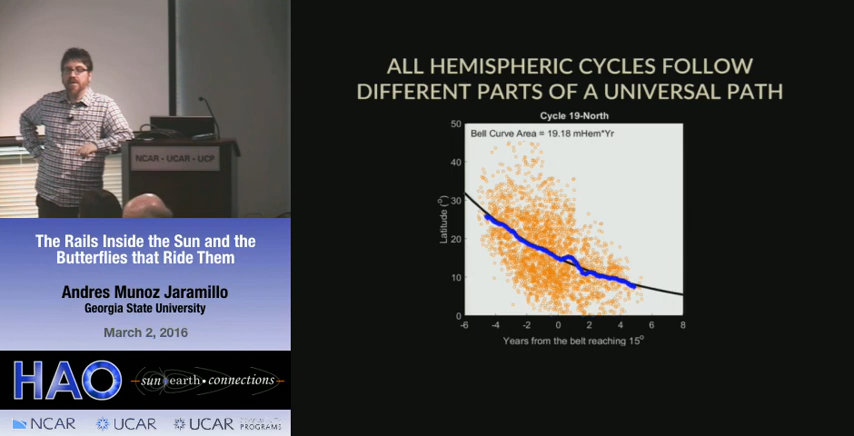 NCAR • UCAR • UCP
The Rails Inside the Sun and the
Butterflies that Ride Them
Andres Munoz Jaramillo
Georgia State University
March 2, 2016
HAO
sun earth • connections
NCAR
UCAR
UCAR
PROGRAMS
ALL HEMISPHERIC CYCLES FOLLOW
DIFFERENT PARTS OF A UNIVERSAL PATH
Cycle 19-North
Bell Curve Area = 19.18 mHem*Yr
Latitude (°)
50
40
30
20
10
0
-6 -4 -2 0 2 4 6 8
Years from the belt reaching 15°